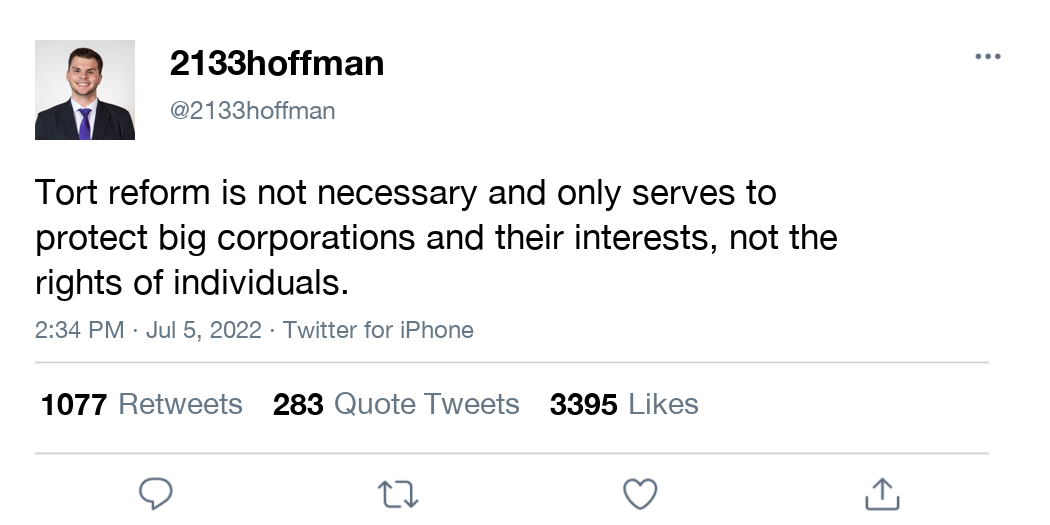 2133hoffman
@2133hoffman
Tort reform is not necessary and only serves to
protect big corporations and their interests, not the
rights of individuals.
2:34 PM · Jul 5, 2022 · Twitter for iPhone
1077 Retweets 283 Quote Tweets 3395 Likes